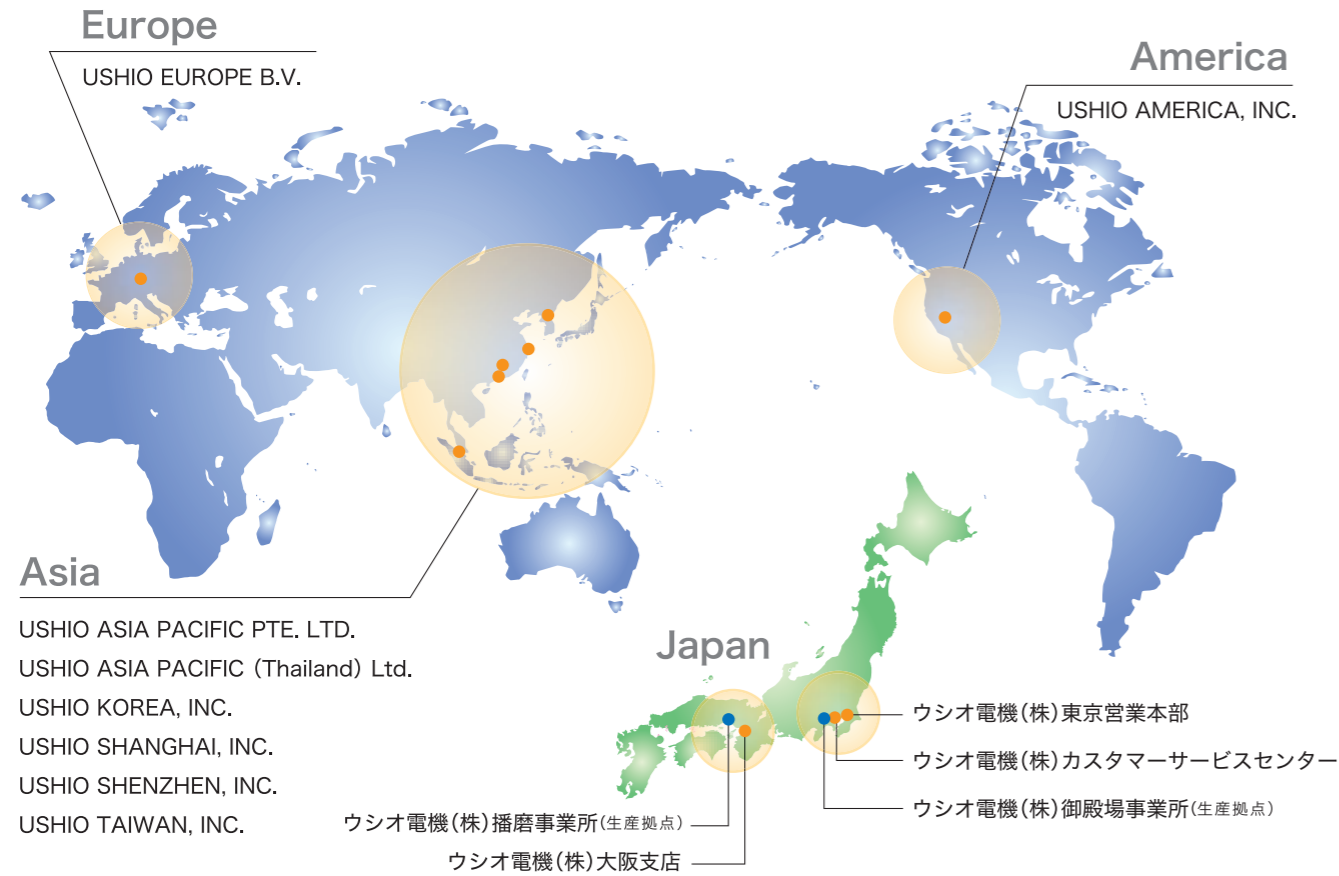 Europe
USHIO EUROPE B.V.
America
USHIO AMERICA, INC.
Asia
USHIO ASIA PACIFIC PTE. LTD.
USHIO ASIA PACIFIC (Thailand) Ltd.
USHIO KOREA, INC.
USHIO SHANGHAI, INC.
USHIO SHENZHEN, INC.
USHIO TAIWAN, INC.
Japan
ウシオ電機(株)東京営業本部
ウシオ電機(株)カスタマーサービスセンター
ウシオ電機(株)御殿場事業所(生産拠点)
ウシオ電機(株)播磨事業所(生産拠点)
ウシオ電機(株)大阪支店